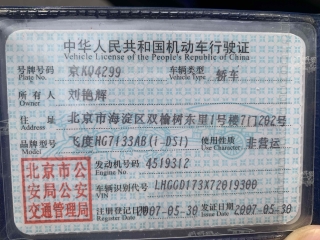 中华人民共和国机动车行驶证
Vehicle License of the People's Republic of China
号牌号码 京KQ4299 车辆类型 轿车
Plate No. Vehicle Type
所有人 刘艳辉
Owner
住址 北京市海淀区双榆树东里1号楼7门202号
Address
品牌型号 飞度HG7133AB(i-DSI) 使用性质 非营运
Model Use Character
发动机号码 4519312
Engine No.
车辆识别代号 LHGGD173X72019300
VIN
北京市公
安局公安
交通管理局
注册登记日期 2007-05-30 发证日期 2007-05-30
Register Date Issue Date